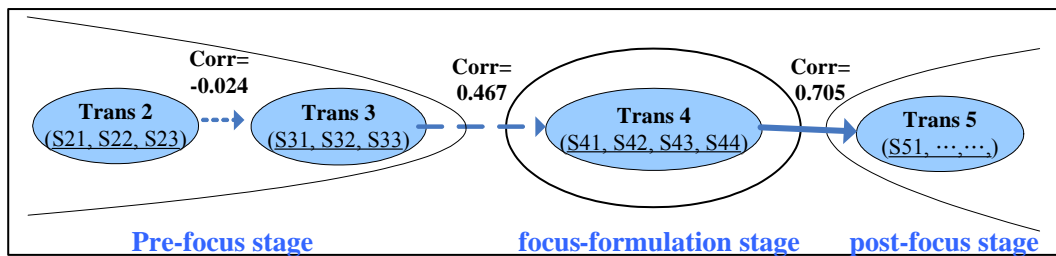 Corr=
-0.024
Corr=
0.467
Corr=
0.705
Trans 2
(S21, S22, S23)
Trans 3
(S31, S32, S33)
Trans 4
(S41, S42, S43, S44)
Trans 5
(S51, ⋯,⋯,)
Pre-focus stage
focus-formulation stage
post-focus stage